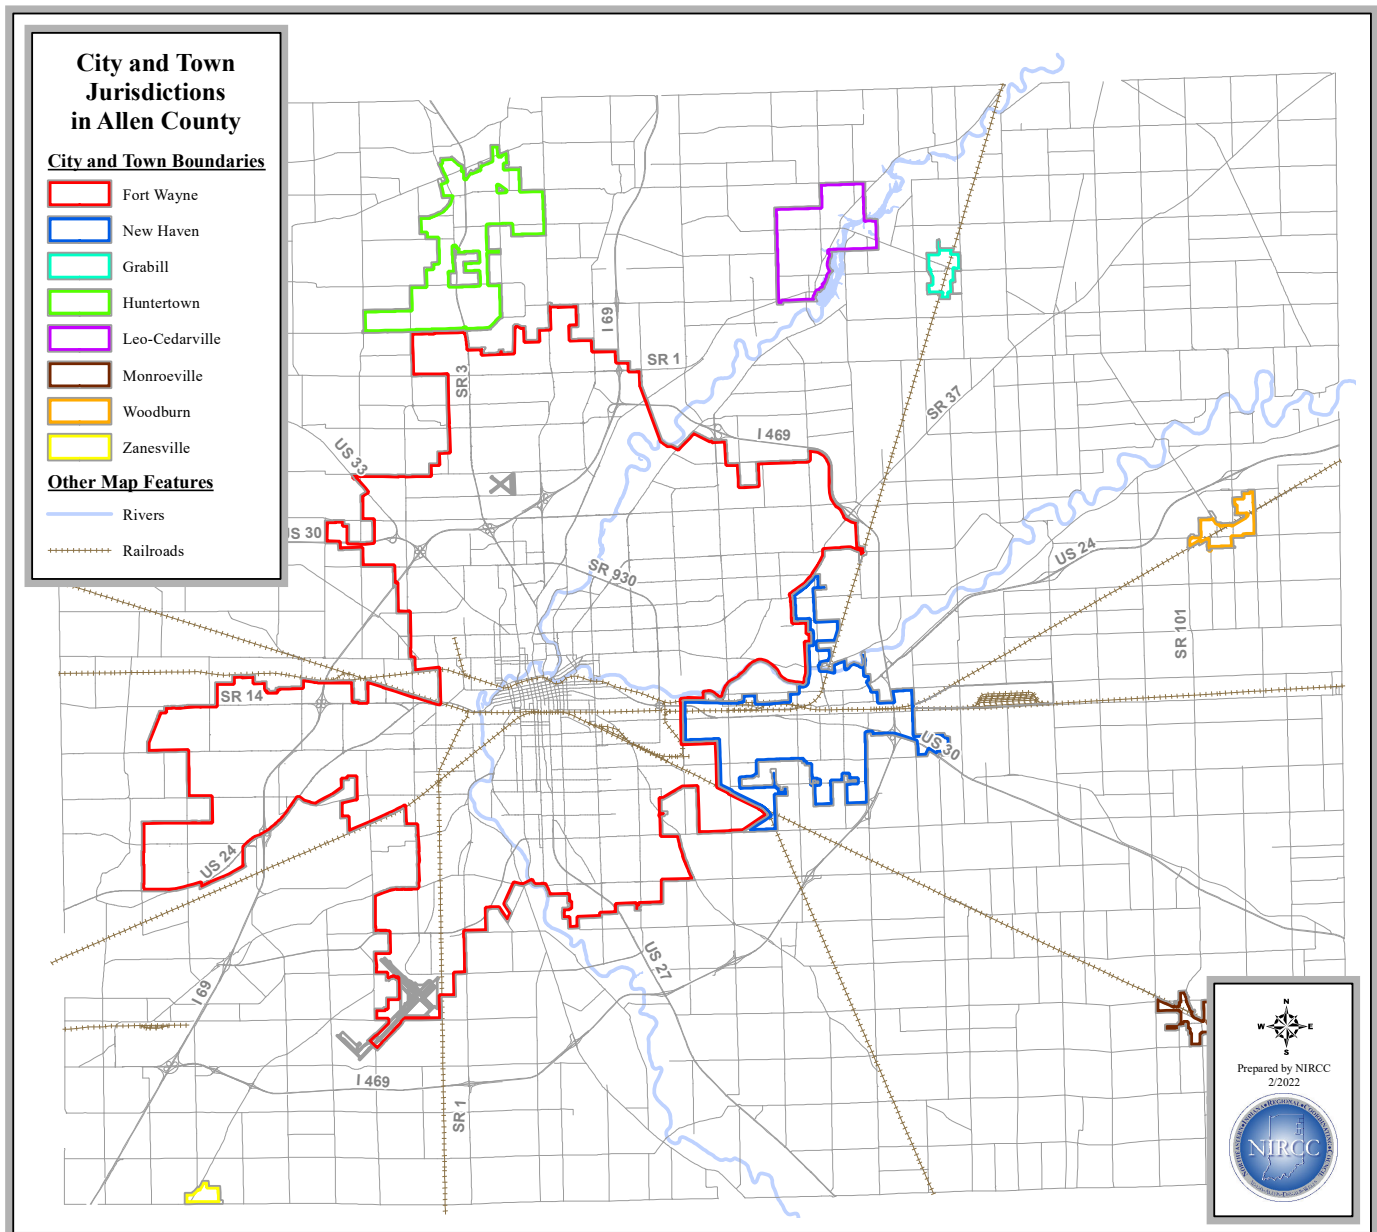 City and Town
Jurisdictions
in Allen County
City and Town Boundaries
Fort Wayne
New Haven
Grabill
Huntertown
Leo-Cedarville
Monroeville
Woodburn
Zanesville
Other Map Features
Rivers
Railroads
I 69
SR 1
SR 3
SR 37
I 469
US 33
US 30
SR 930
US 24
SR 101
SR 14
US 30
US 24
US 27
I 69
I 469
SR 1
N
W E
S
Prepared by NIRCC
2/2022
NIRCC